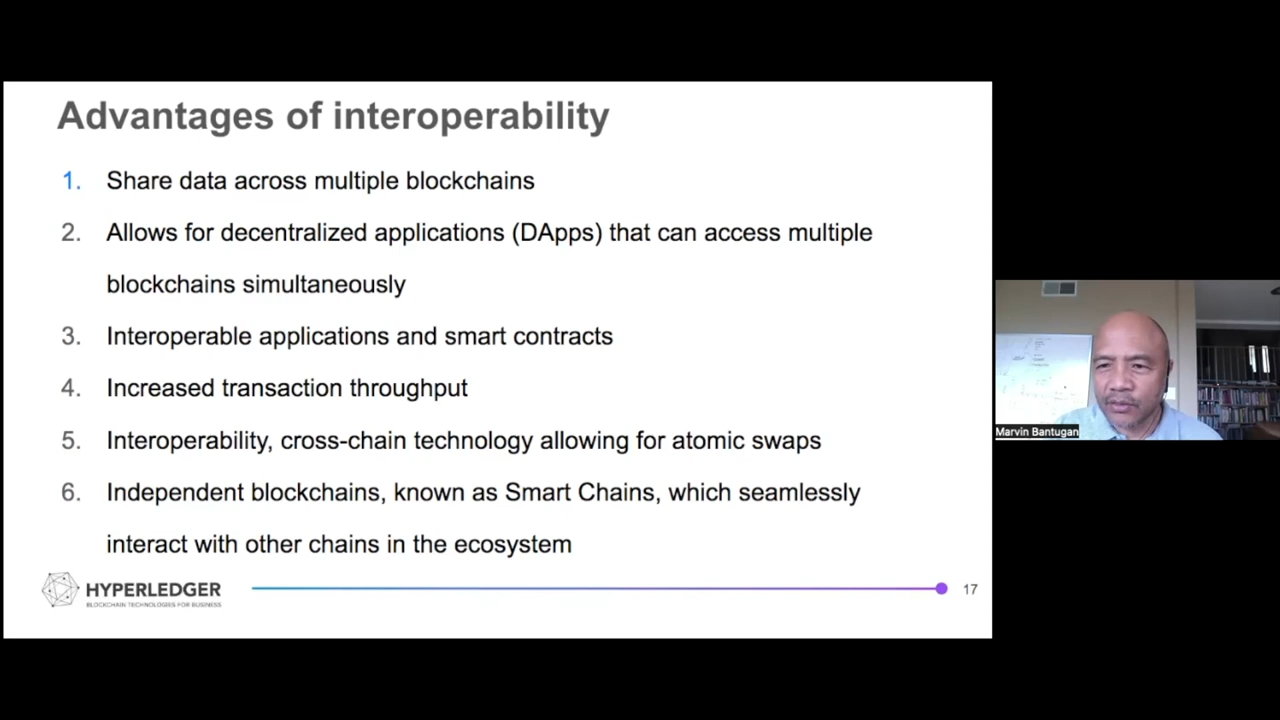 Advantages of interoperability
1. Share data across multiple blockchains
2. Allows for decentralized applications (DApps) that can access multiple
blockchains simultaneously
3. Interoperable applications and smart contracts
4. Increased transaction throughput
5. Interoperability, cross-chain technology allowing for atomic swaps
6. Independent blockchains, known as Smart Chains, which seamlessly
interact with other chains in the ecosystem
HYPERLEDGER
BLOCKCHAIN TECHNOLOGIES FOR BUSINESS
17
Marvin Bantugan